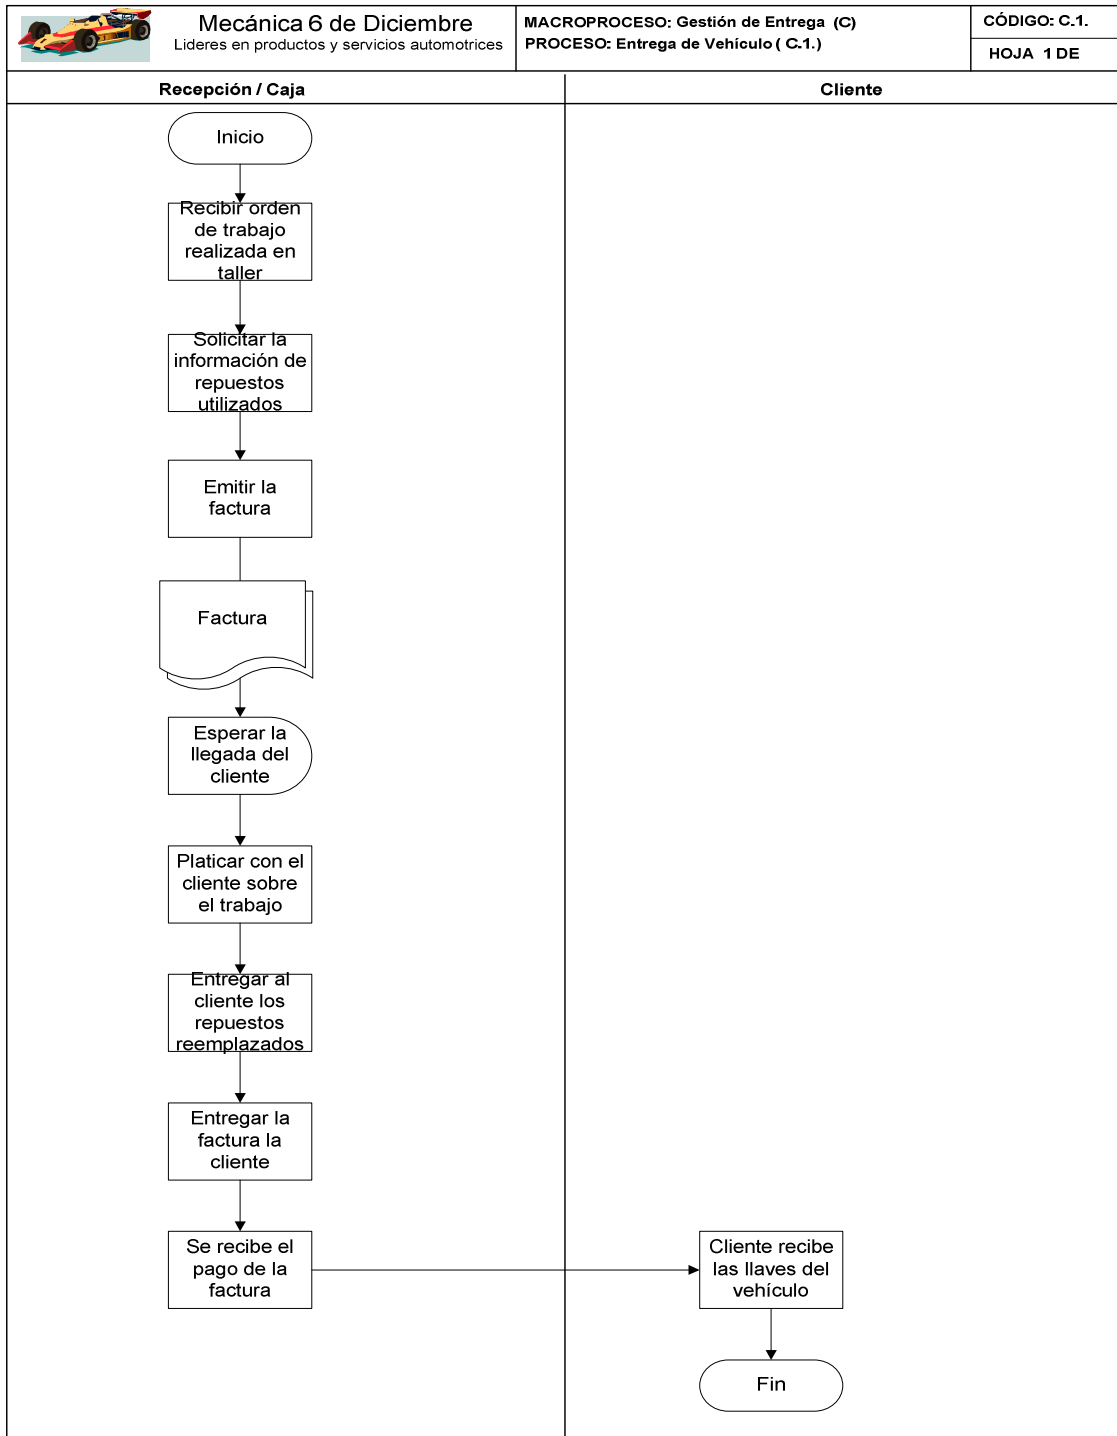 Mecánica 6 de Diciembre
Lideres en productos y servicios automotrices
MACROPROCESO: Gestión de Entrega (C)
PROCESO: Entrega de Vehículo ( C.1.)
CÓDIGO: C.1.
HOJA 1 DE
Recepción / Caja
Cliente
Inicio
Recibir orden
de trabajo
realizada en
taller
Solicitar la
información de
repuestos
utilizados
Emitir la
factura
Factura
Esperar la
llegada del
cliente
Platicar con el
cliente sobre
el trabajo
Entregar al
cliente los
repuestos
reemplazados
Entregar la
factura la
cliente
Se recibe el
pago de la
factura
Cliente recibe
las llaves del
vehículo
Fin